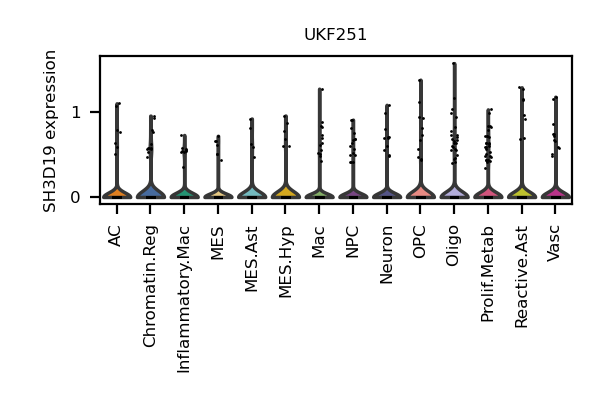 UKF251
SH3D19 expression
1
0
AC
Chromatin.Reg
Inflammatory.Mac
MES
MES.Ast
MES.Hyp
Mac
NPC
Neuron
OPC
Oligo
Prolif.Metab
Reactive.Ast
Vasc